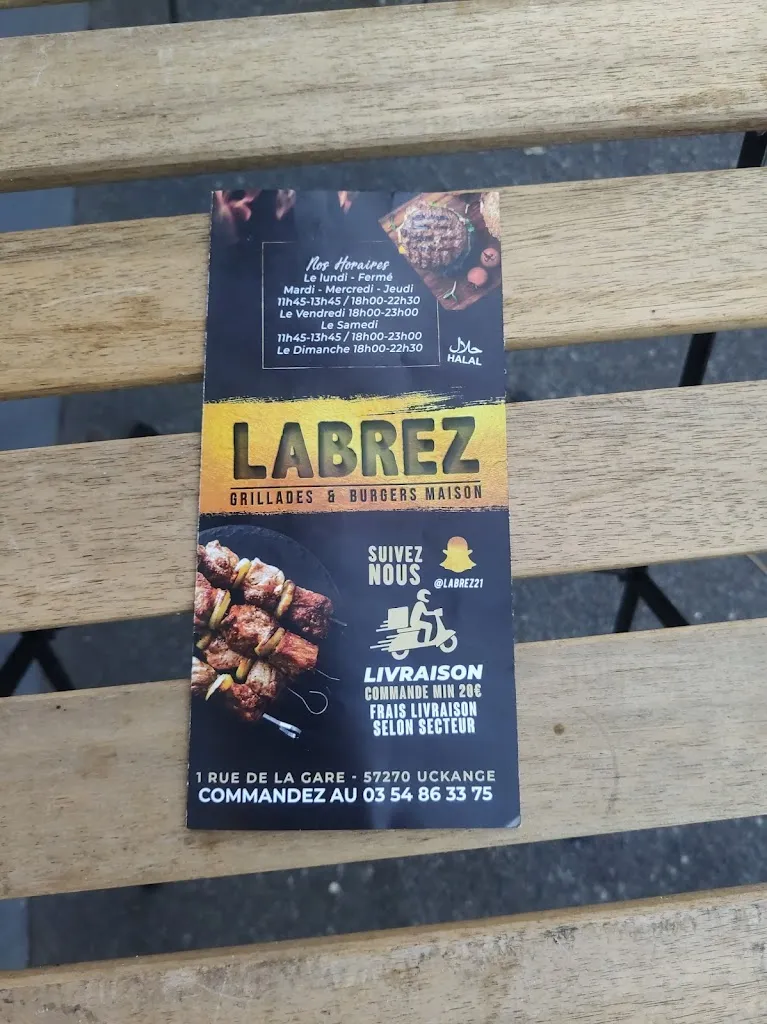 Nos Horaires
Le lundi - Fermé
Mardi - Mercredi - Jeudi
11h45-13h45 / 18h00-22h30
Le Vendredi 18h00-23h00
Le Samedi
11h45-13h45 / 18h00-23h00
Le Dimanche 18h00-22h30
حلال
HALAL
LABREZ
GRILLADES & BURGERS MAISON
SUIVEZ
NOUS
@LABREZ21
LIVRAISON
COMMANDE MIN 20€
FRAIS LIVRAISON
SELON SECTEUR
1 RUE DE LA GARE - 57270 UCKANGE
COMMANDEZ AU 03 54 86 33 75